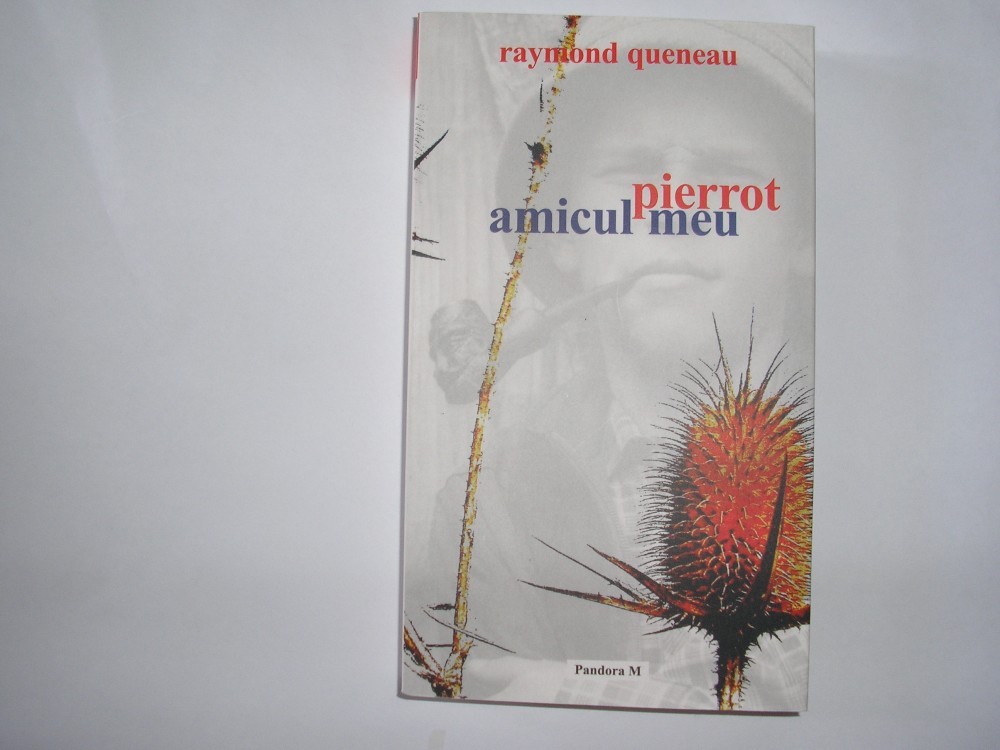 raymond queneau
pierrot
amicul meu
Pandora M